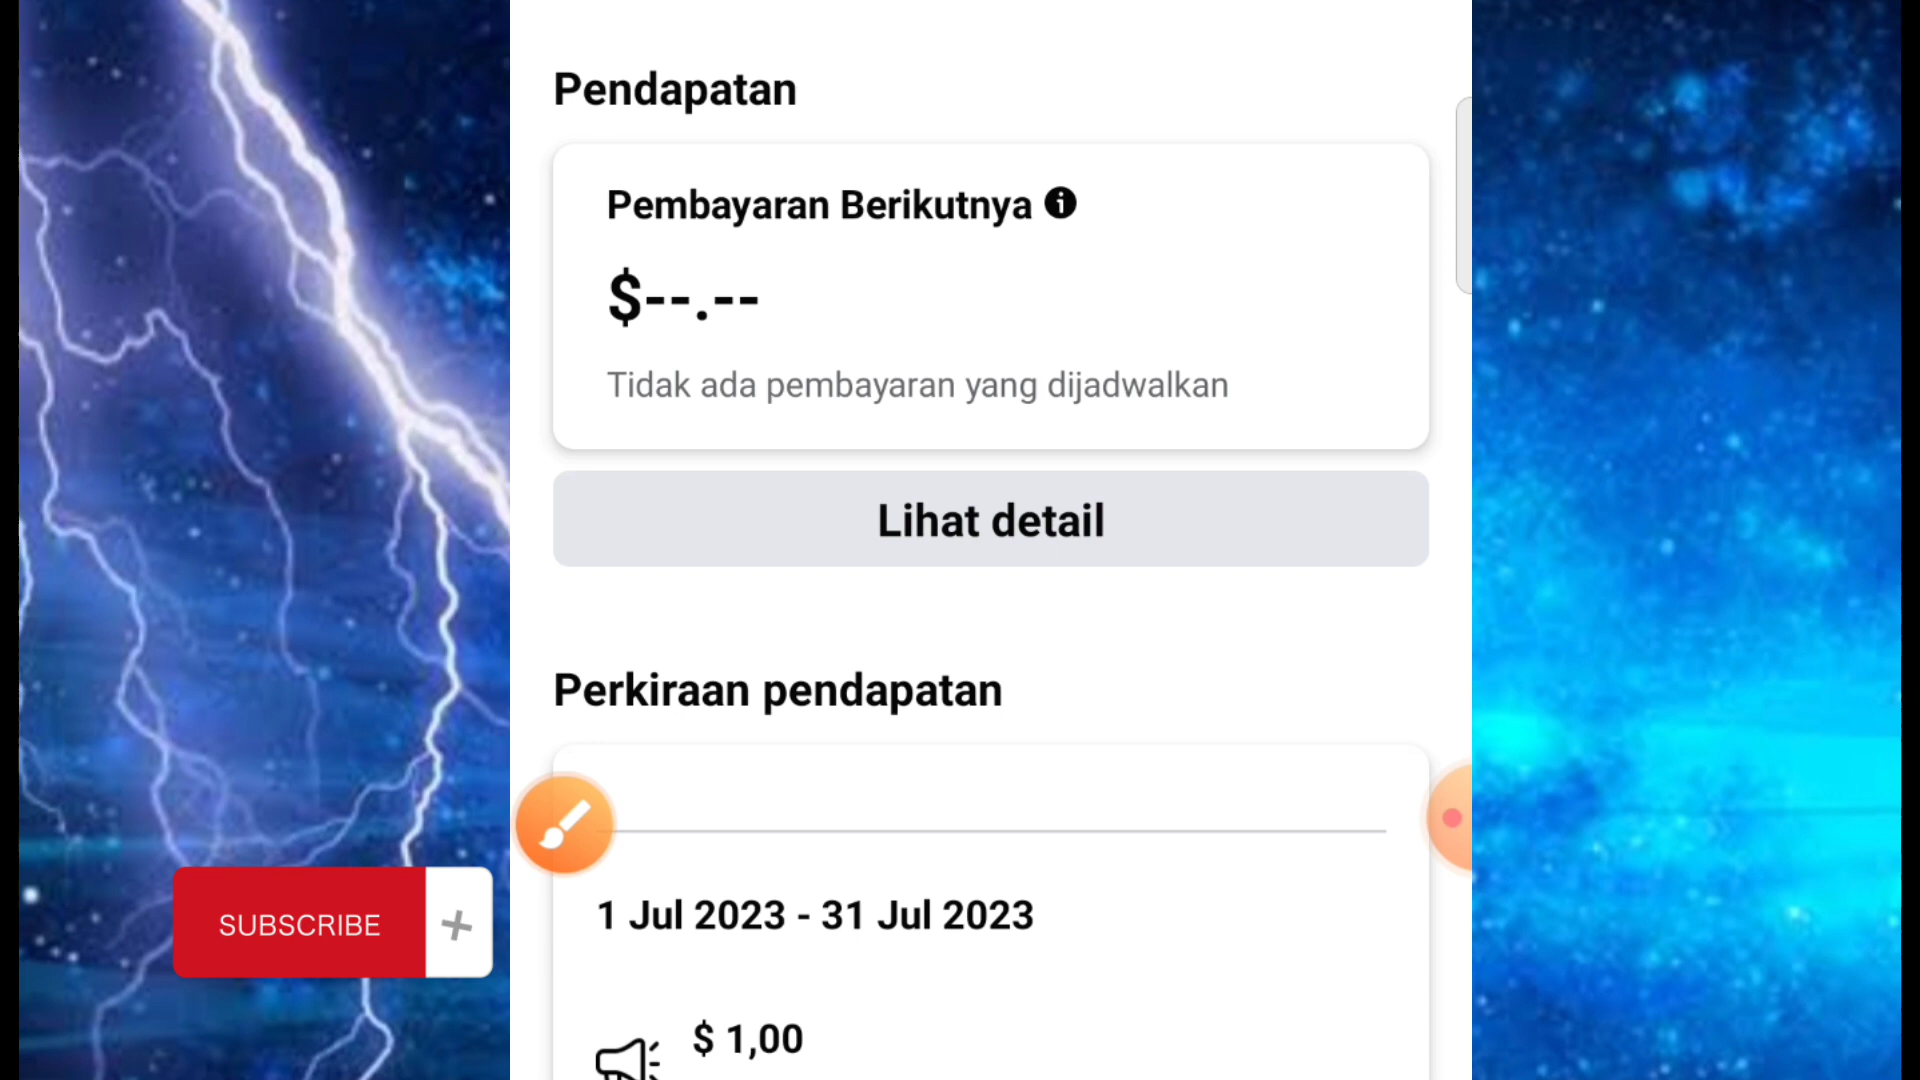 Pendapatan
Pembayaran Berikutnya
$--.--
Tidak ada pembayaran yang dijadwalkan
Lihat detail
Perkiraan pendapatan
1 Jul 2023 - 31 Jul 2023
$ 1,00
SUBSCRIBE +